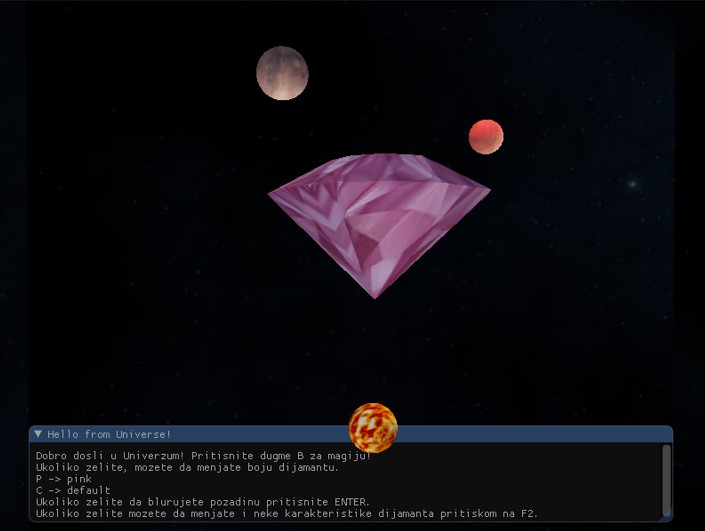 Hello from Universe!
Dobro dosli u Univerzum! Pritisnite dugme B za magiju!
Ukoliko zelite, mozete da menjate boju dijamantu.
P -> pink
C -> default
Ukoliko zelite da blurujete pozadinu pritisnite ENTER.
Ukoliko zelite mozete da menjate i neke karakteristike dijamanta pritiskom na F2.